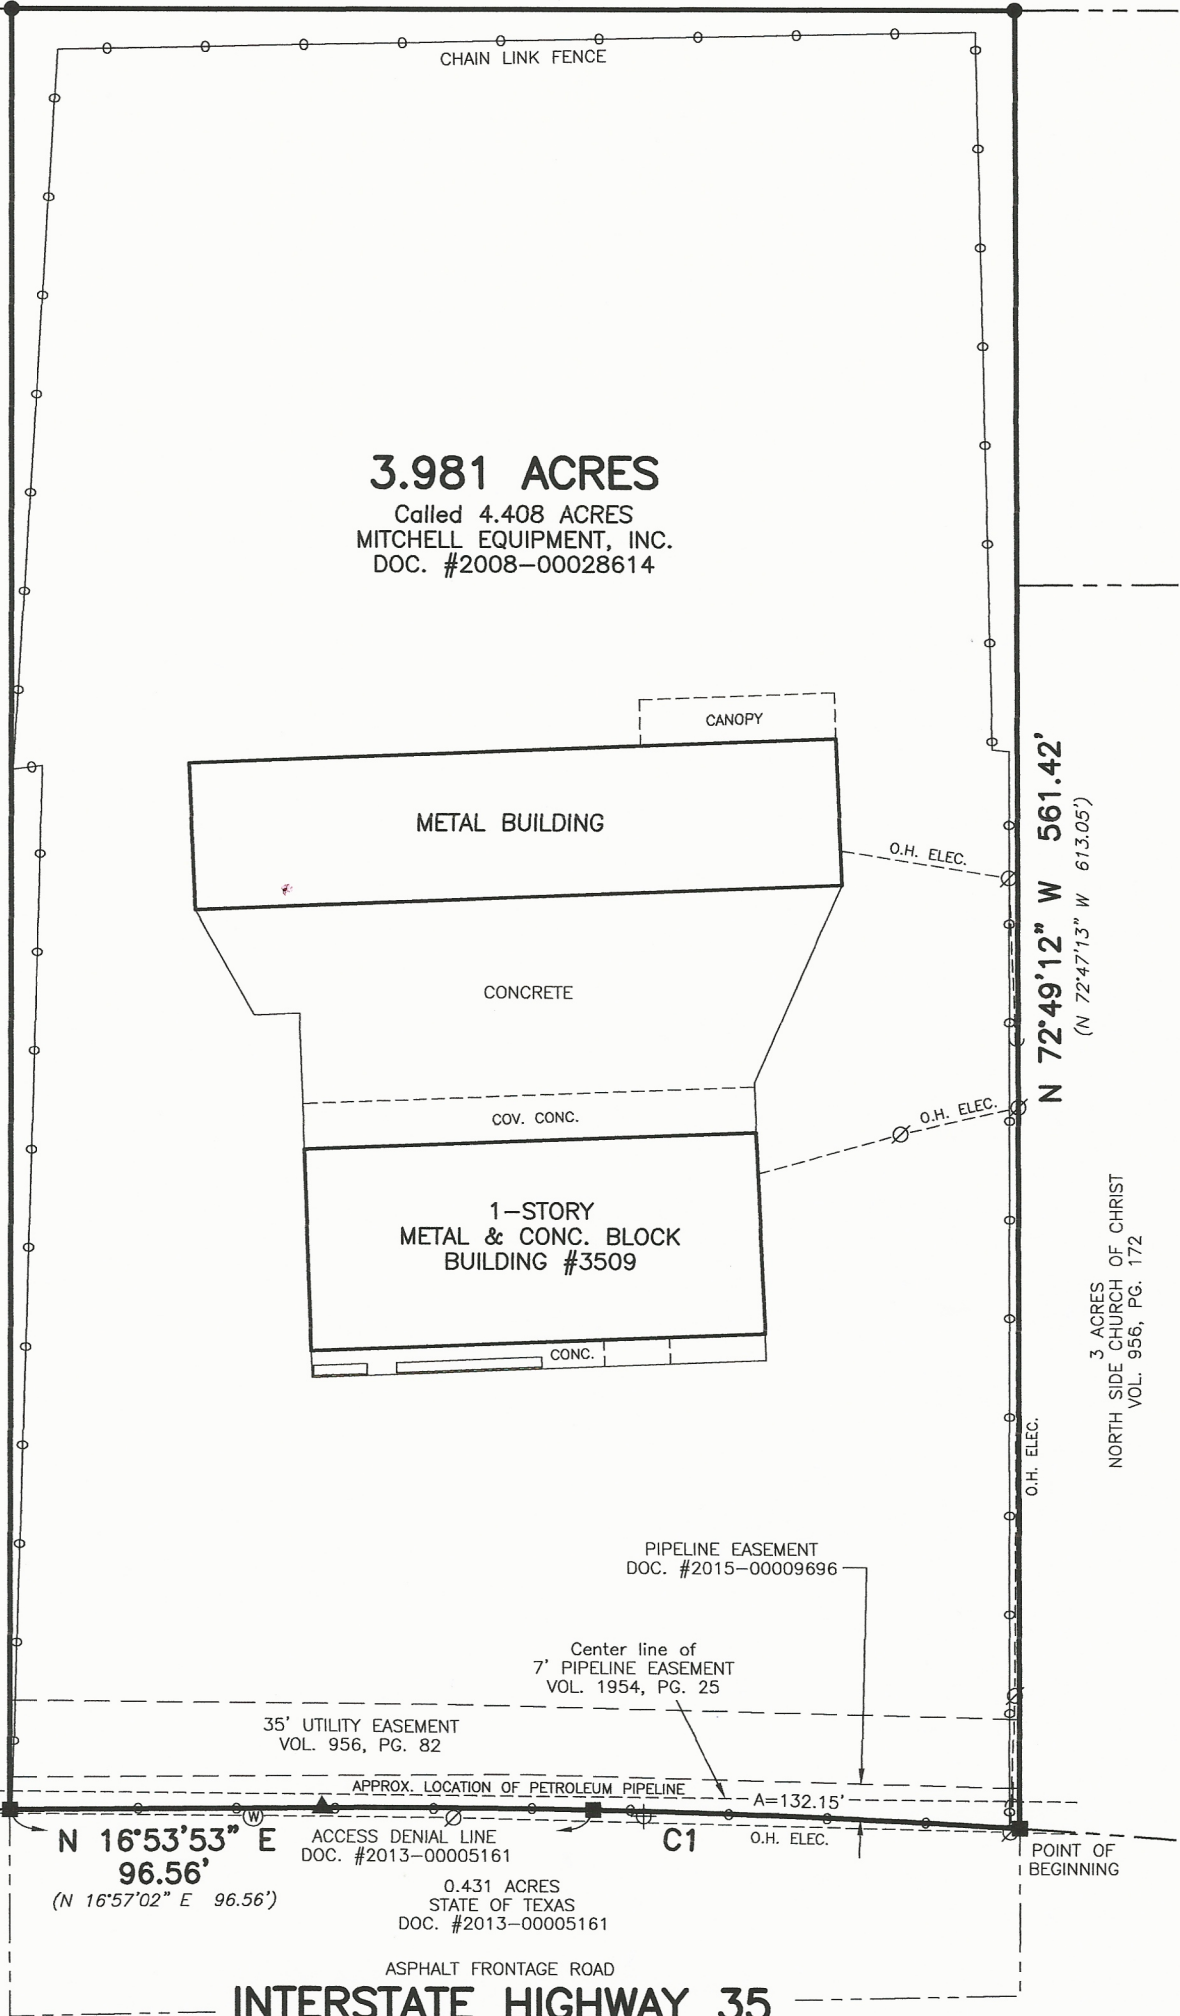 CHAIN LINK FENCE
3.981 ACRES
Called 4.408 ACRES
MITCHELL EQUIPMENT, INC.
DOC. #2008-00028614
CANOPY
METAL BUILDING
O.H. ELEC.
N 72°49'12" W 561.42'
(N 72°47'13" W 613.05')
CONCRETE
COV. CONC.
O.H. ELEC.
1-STORY
METAL & CONC. BLOCK
BUILDING #3509
CONC.
3 ACRES
NORTH SIDE CHURCH OF CHRIST
VOL. 956, PG. 172
O.H. ELEC.
PIPELINE EASEMENT
DOC. #2015-00009696
Center line of
7' PIPELINE EASEMENT
VOL. 1954, PG. 25
35' UTILITY EASEMENT
VOL. 956, PG. 82
APPROX. LOCATION OF PETROLEUM PIPELINE
A=132.15'
W
N 16°53'53" E
96.56'
(N 16°57'02" E 96.56')
ACCESS DENIAL LINE
DOC. #2013-00005161
C1
O.H. ELEC.
POINT OF
BEGINNING
0.431 ACRES
STATE OF TEXAS
DOC. #2013-00005161
ASPHALT FRONTAGE ROAD
INTERSTATE HIGHWAY 35